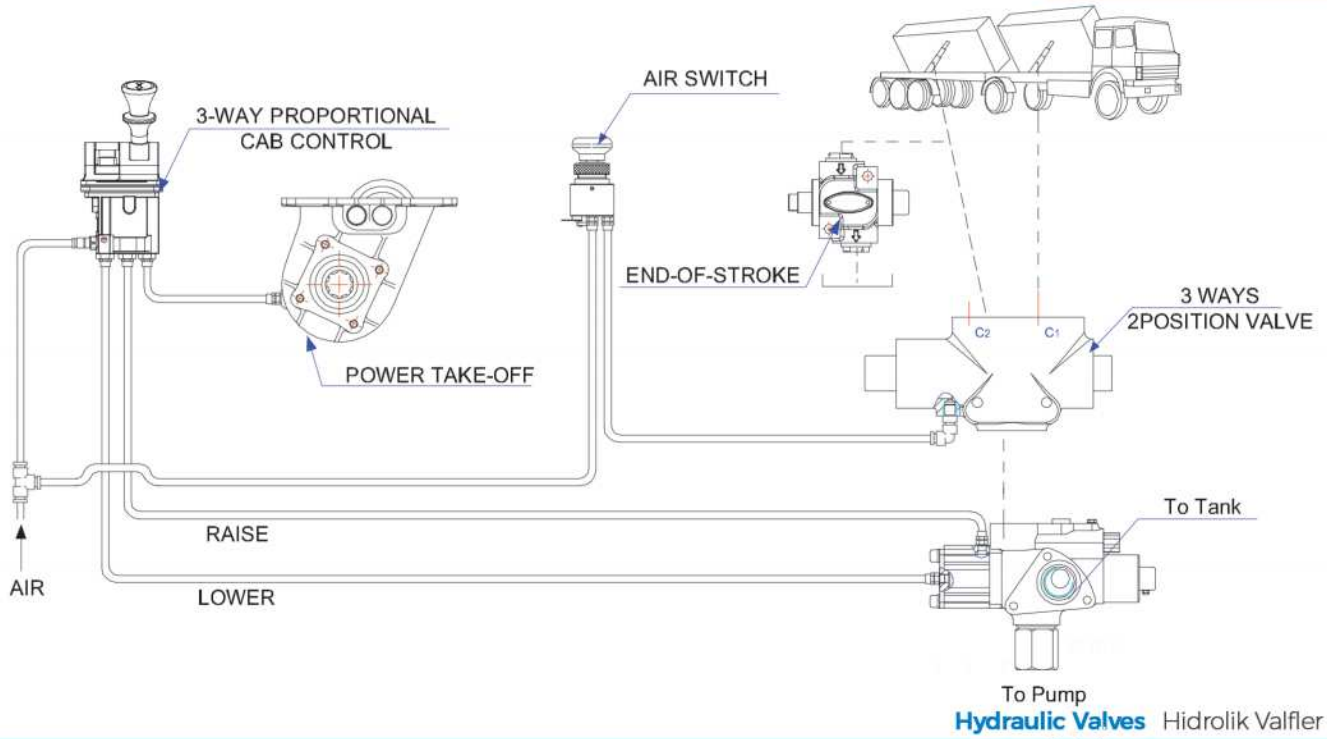 AIR SWITCH
3-WAY PROPORTIONAL
CAB CONTROL
END-OF-STROKE
3 WAYS
2POSITION VALVE
C2
C1
POWER TAKE-OFF
To Tank
RAISE
AIR
LOWER
To Pump
Hydraulic Valves Hidrolik Valfler